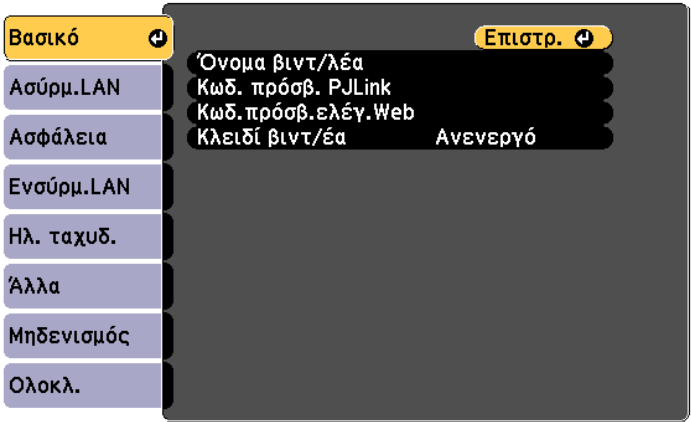 Βασικό
Ασύρμ.LAN
Ασφάλεια
Ενσύρμ.LAN
Ηλ. ταχυδ.
Άλλα
Μηδενισμός
Ολοκλ.
Επιστρ.
Όνομα βιντ/λέα
Κωδ. πρόσβ. PJLink
Κωδ.πρόσβ.ελέγ.Web
Κλειδί βιντ/έα Ανενεργό